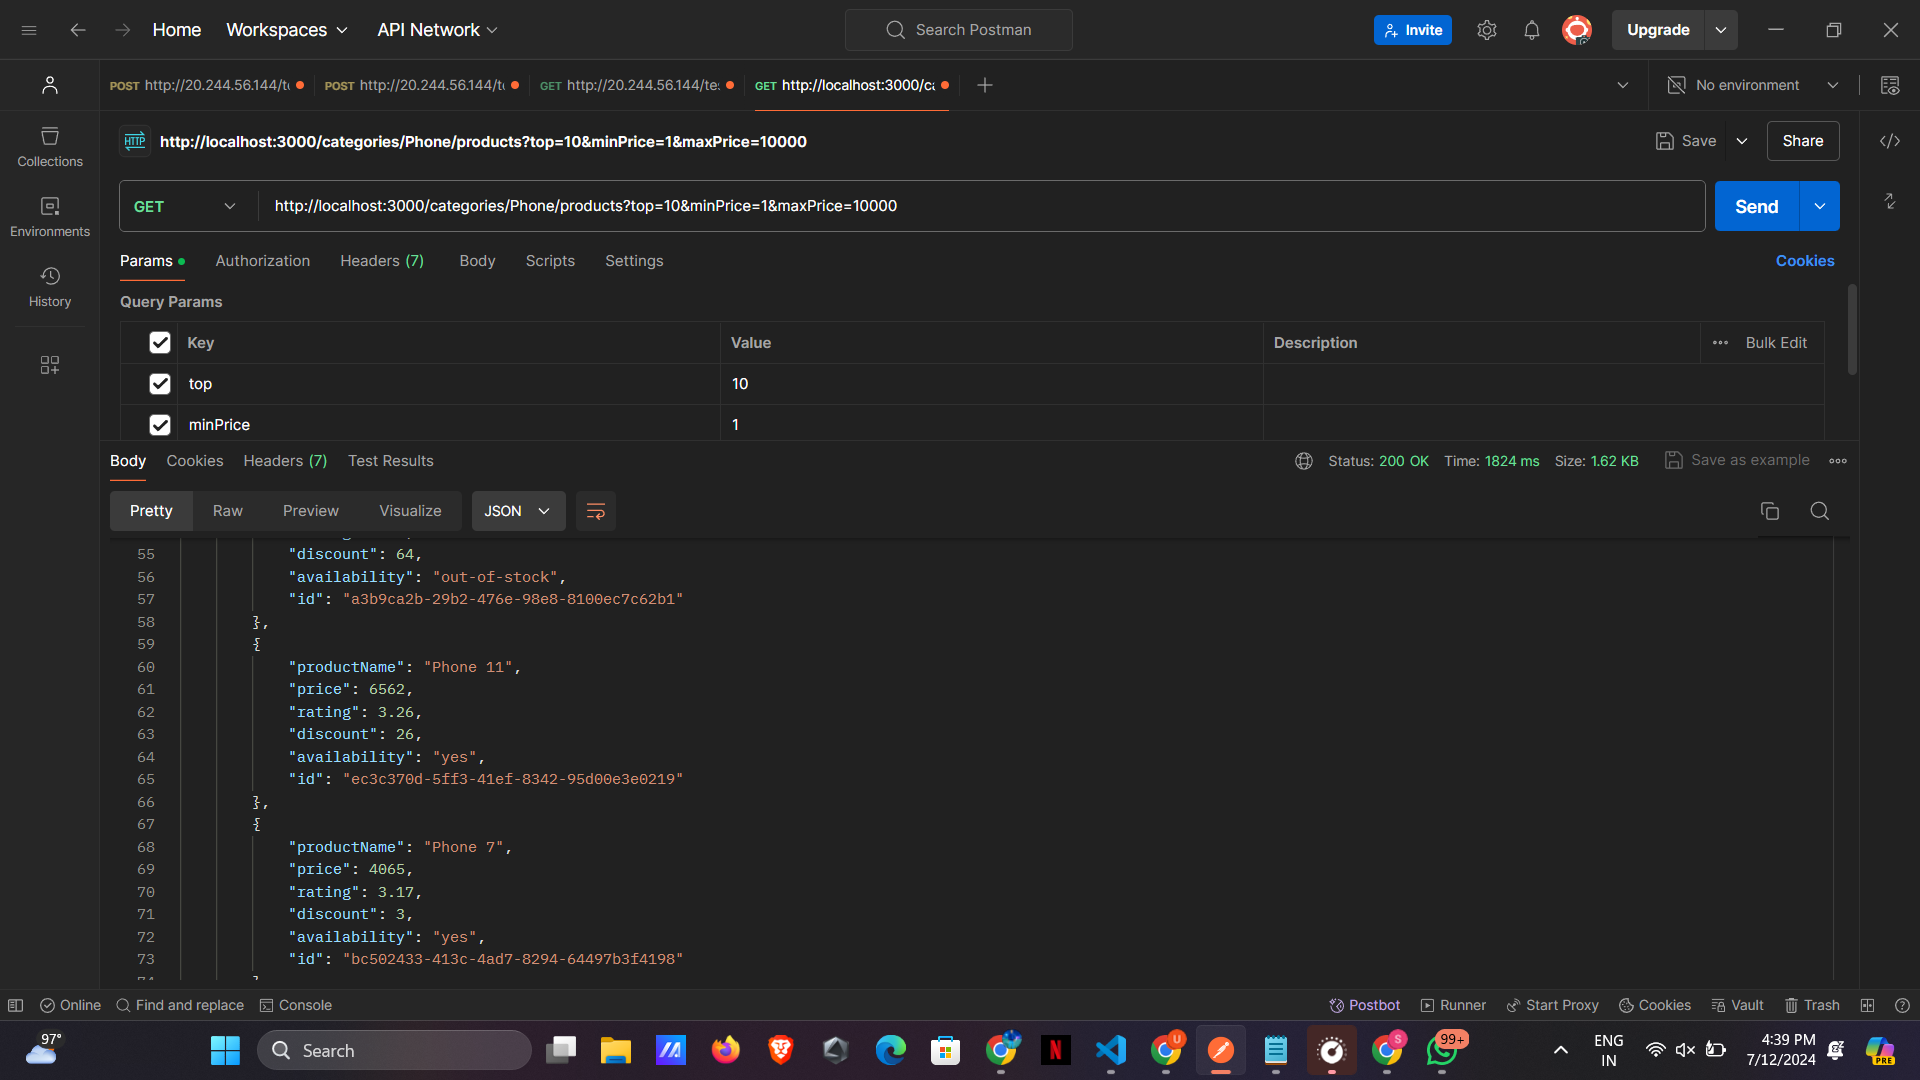 Home Workspaces API Network Search Postman Invite Upgrade
POST http://20.244.56.144/t POST http://20.244.56.144/t GET http://20.244.56.144/te GET http://localhost:3000/ca No environment
HTTP http://localhost:3000/categories/Phone/products?top=10&minPrice=1&maxPrice=10000 Save Share
GET http://localhost:3000/categories/Phone/products?top=10&minPrice=1&maxPrice=10000 Send
Collections
Environments
History
Params Authorization Headers (7) Body Scripts Settings Cookies
Query Params
Key Value Description Bulk Edit
top 10
minPrice 1
Body Cookies Headers (7) Test Results Status: 200 OK Time: 1824 ms Size: 1.62 KB Save as example
Pretty Raw Preview Visualize JSON
55 "discount": 64,
56 "availability": "out-of-stock",
57 "id": "a3b9ca2b-29b2-476e-98e8-8100ec7c62b1"
58 },
59 {
60 "productName": "Phone 11",
61 "price": 6562,
62 "rating": 3.26,
63 "discount": 26,
64 "availability": "yes",
65 "id": "ec3c370d-5ff3-41ef-8342-95d00e3e0219"
66 },
67 {
68 "productName": "Phone 7",
69 "price": 4065,
70 "rating": 3.17,
71 "discount": 3,
72 "availability": "yes",
73 "id": "bc502433-413c-4ad7-8294-64497b3f4198"
Online Find and replace Console Postbot Runner Start Proxy Cookies Vault Trash
97° Search N U S 99+ ENG IN 4:39 PM 7/12/2024 PRE